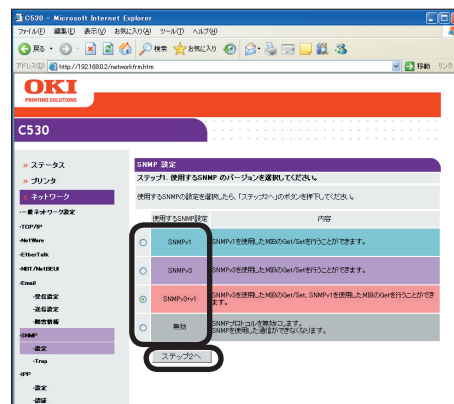 C530 - Microsoft Internet Explorer
ファイル(F) 編集(E) 表示(V) お気に入り(A) ツール(T) ヘルプ(H)
戻る 検索 お気に入り
アドレス(D) http://192.168.0.2/networkfrm.htm 移動 リンク
OKI
PRINTING SOLUTIONS
C530
» ステータス
» プリンタ
» ネットワーク
-一般ネットワーク設定
-TCP/IP
-NetWare
-EtherTalk
-NBT/NetBEUI
-Email
-受信設定
-送信設定
-障害情報
-SNMP
-設定
-Trap
-IPP
-設定
-認証
SNMP 設定
ステップ1. 使用するSNMP のバージョンを選択してください。
使用するSNMPの設定を選択したら、「ステップ2へ」のボタンを押下してください。
使用するSNMP設定 内容
SNMPv1 SNMPv1を使用したMIBのGet/Setを行うことができます。
SNMPv3 SNMPv3を使用したMIBのGet/Setを行うことができます。
SNMPv3+v1 SNMPv3を使用したMIBのGet/Set、SNMPv1を使用したMIBのGetを行うことができます。
無効 SNMPプロトコルを無効にします。
SNMPを使用した通信ができなくなります。
ステップ2へ